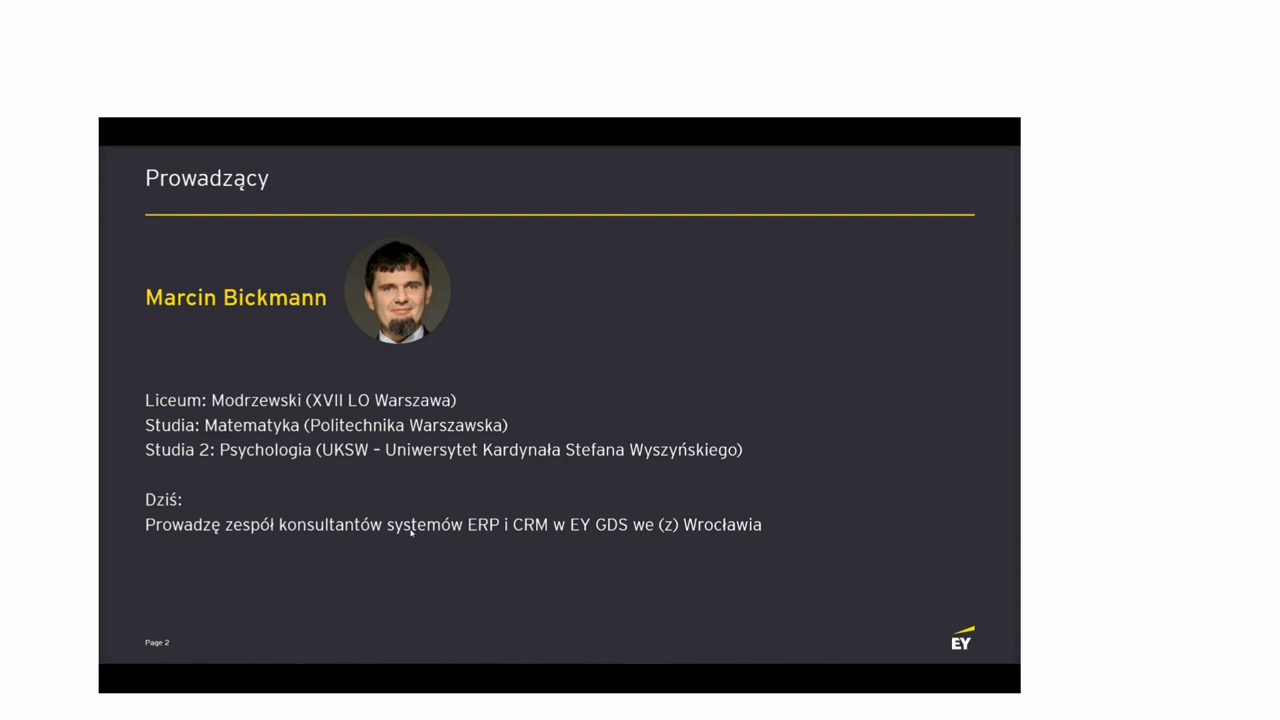 Prowadzący
Marcin Bickmann
Liceum: Modrzewski (XVII LO Warszawa)
Studia: Matematyka (Politechnika Warszawska)
Studia 2: Psychologia (UKSW – Uniwersytet Kardynała Stefana Wyszyńskiego)
Dziś:
Prowadzę zespół konsultantów systemów ERP i CRM w EY GDS we (z) Wrocławia
Page 2
EY